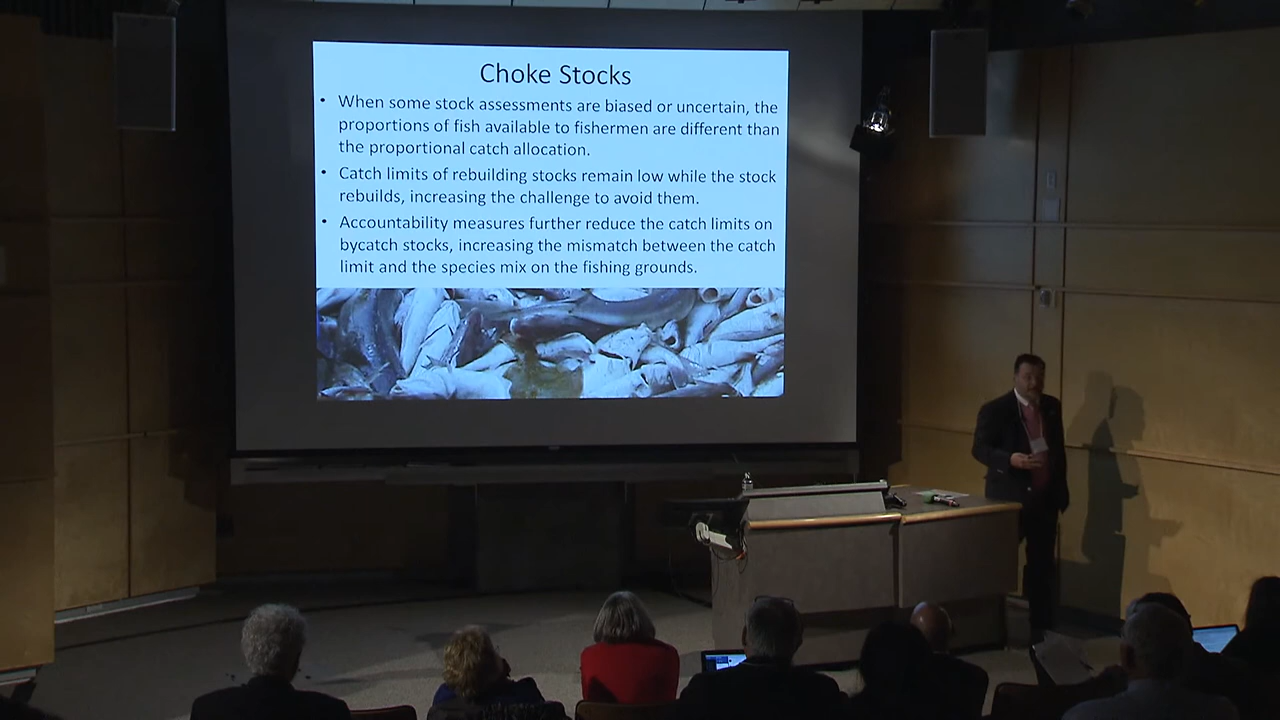 Choke Stocks
• When some stock assessments are biased or uncertain, the
proportions of fish available to fishermen are different than
the proportional catch allocation.
• Catch limits of rebuilding stocks remain low while the stock
rebuilds, increasing the challenge to avoid them.
• Accountability measures further reduce the catch limits on
bycatch stocks, increasing the mismatch between the catch
limit and the species mix on the fishing grounds.